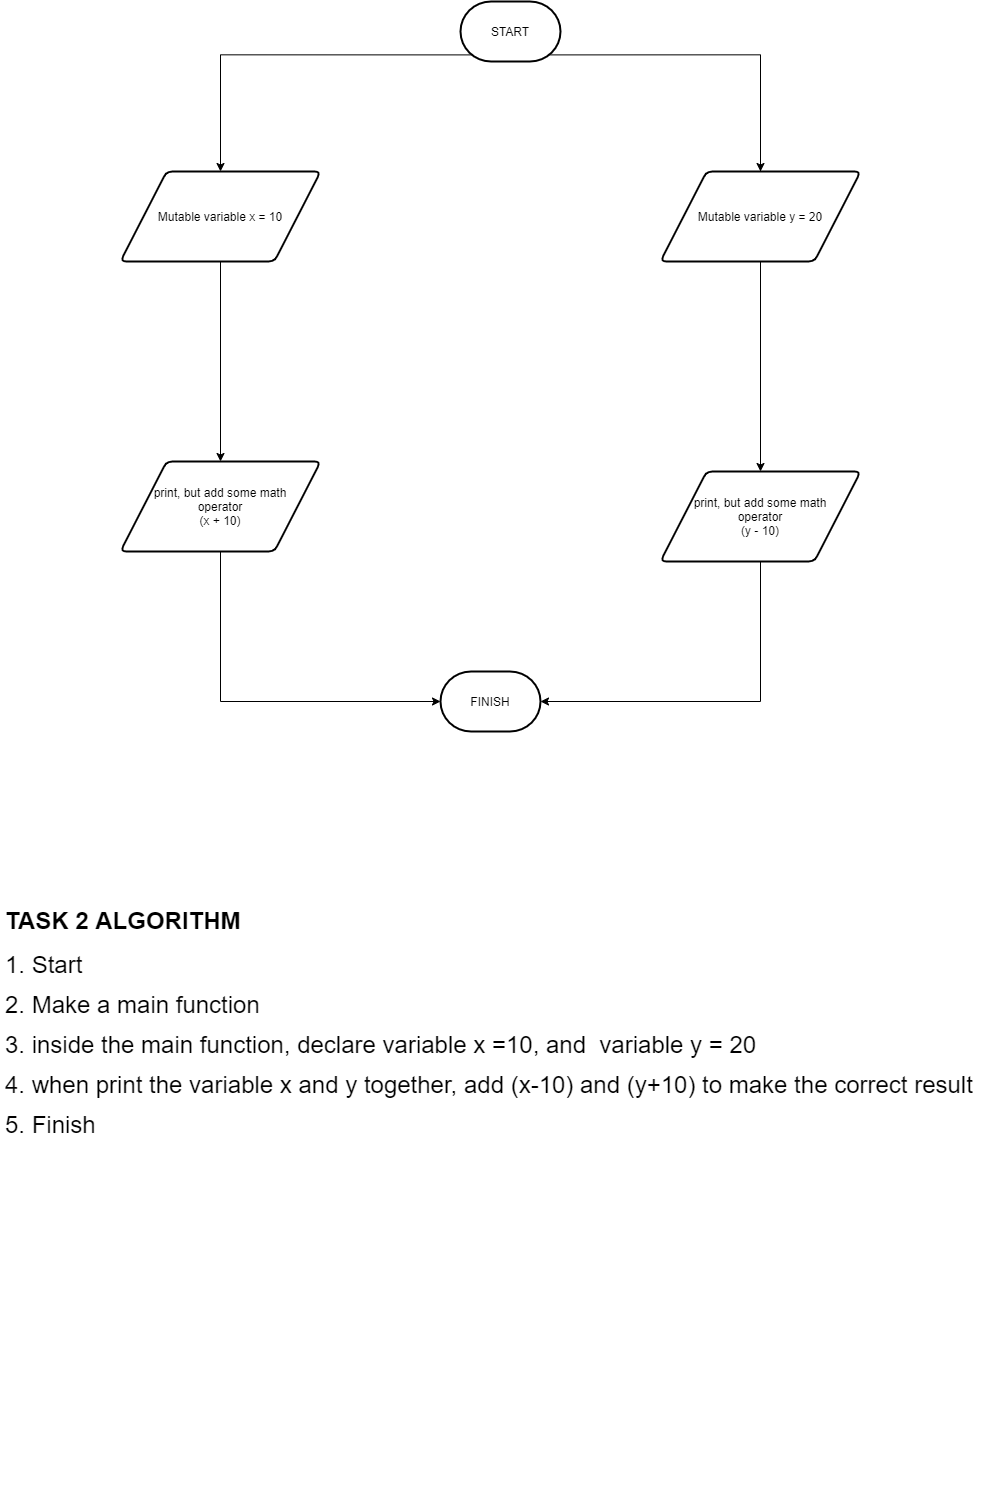 START
Mutable variable x = 10
Mutable variable y = 20
print, but add some math
operator
(x + 10)
print, but add some math
operator
(y - 10)
FINISH
TASK 2 ALGORITHM
1. Start
2. Make a main function
3. inside the main function, declare variable x =10, and  variable y = 20
4. when print the variable x and y together, add (x-10) and (y+10) to make the correct result
5. Finish